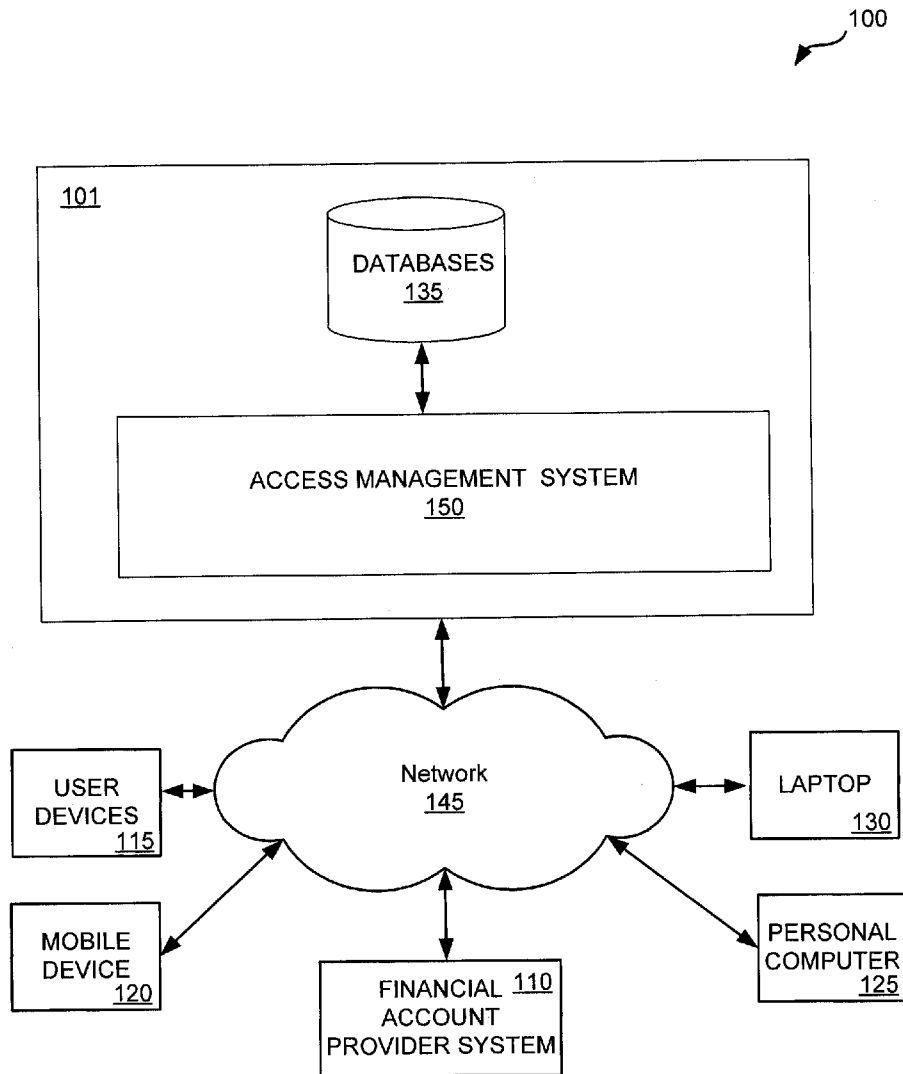 100
101
DATABASES
135
ACCESS MANAGEMENT SYSTEM
150
Network
145
USER
DEVICES
115
LAPTOP
130
MOBILE
DEVICE
120
FINANCIAL
110
ACCOUNT
PROVIDER SYSTEM
PERSONAL
COMPUTER
125